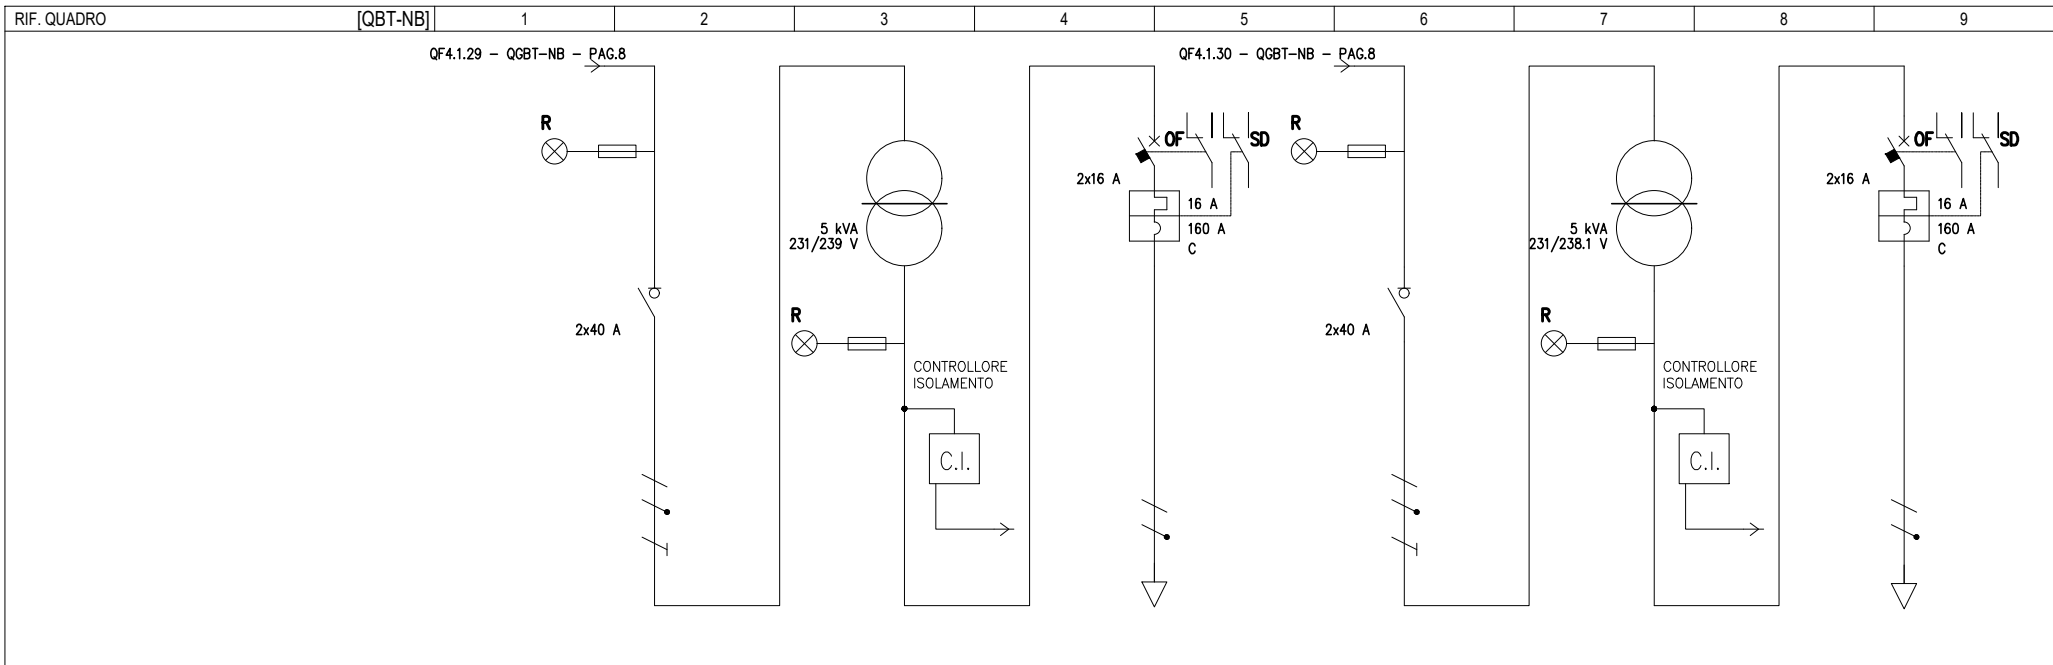 RIF. QUADRO [QBT-NB] 1 2 3 4 5 6 7 8 9
QF4.1.29 - QGBT-NB - PAG.8
QF4.1.30 - QGBT-NB - PAG.8
R
OF
SD
R
OF
SD
2x16 A
16 A
160 A
C
2x16 A
16 A
160 A
C
5 kVA
231/239 V
5 kVA
231/238.1 V
2x40 A
R
2x40 A
R
CONTROLLORE
ISOLAMENTO
CONTROLLORE
ISOLAMENTO
C.I.
C.I.